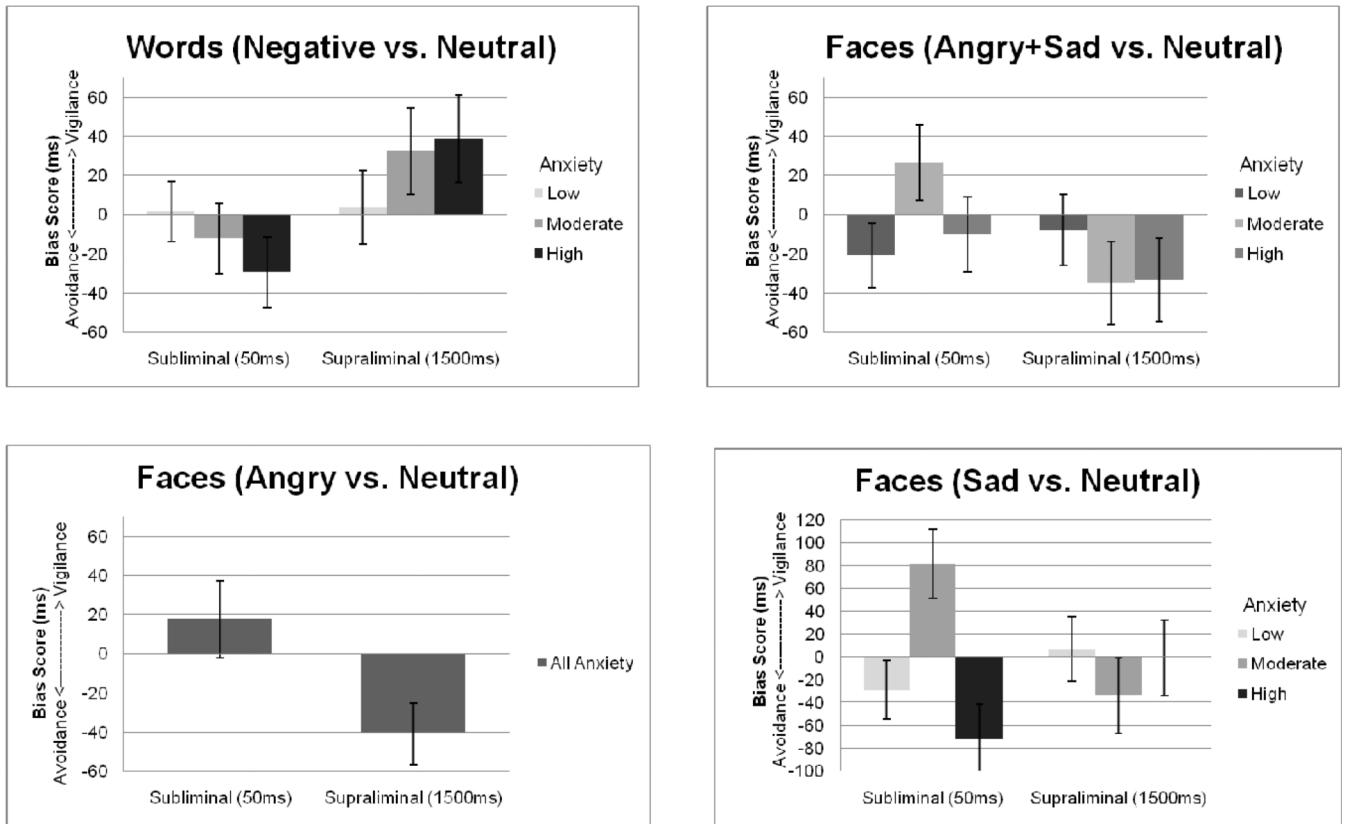 Words (Negative vs. Neutral)
Bias Score (ms)
Avoidance <----------> Vigilance
60
40
20
0
-20
-40
-60
Subliminal (50ms)
Supraliminal (1500ms)
Anxiety
Low
Moderate
High
Faces (Angry+Sad vs. Neutral)
Bias Score (ms)
Avoidance <----------> Vigilance
60
40
20
0
-20
-40
-60
Subliminal (50ms)
Supraliminal (1500ms)
Anxiety
Low
Moderate
High
Faces (Angry vs. Neutral)
Bias Score (ms)
Avoidance <----------> Vigilance
60
40
20
0
-20
-40
-60
Subliminal (50ms)
Supraliminal (1500ms)
All Anxiety
Faces (Sad vs. Neutral)
Bias Score (ms)
Avoidance <----------> Vigilance
120
100
80
60
40
20
0
-20
-40
-60
-80
-100
Subliminal (50ms)
Supraliminal (1500ms)
Anxiety
Low
Moderate
High